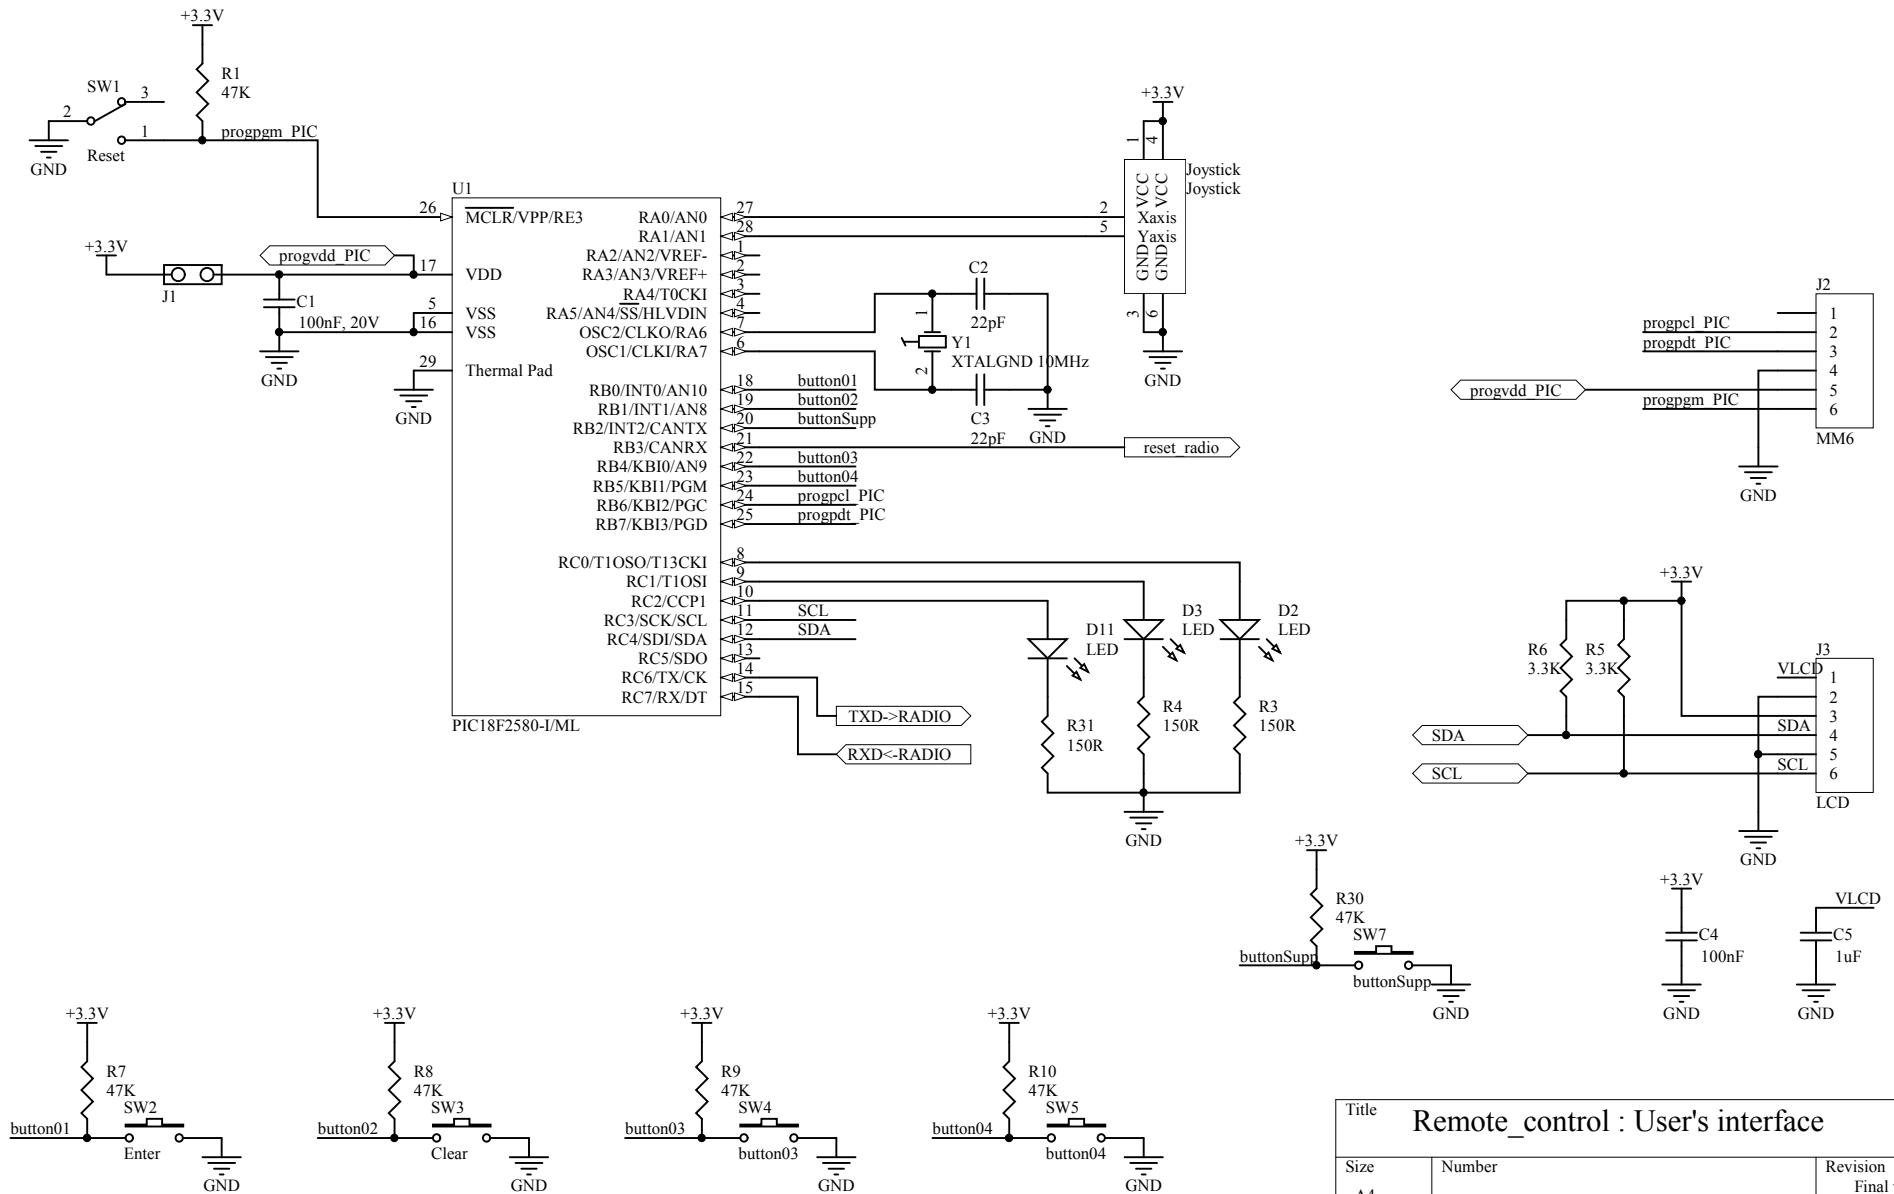 +3.3V
R1
47K
SW1
3
2
1
Reset
GND
progpgm_PIC
+3.3V
J1
progvdd_PIC
C1
100nF, 20V
GND
GND
U1
26 MCLR/VPP/RE3
17 VDD
5 VSS
16 VSS
29 Thermal Pad
RA0/AN0 27
RA1/AN1 28
RA2/AN2/VREF- 1
RA3/AN3/VREF+ 2
RA4/T0CKI 3
RA5/AN4/SS/HLVDIN 4
OSC2/CLKO/RA6 7
OSC1/CLKI/RA7 6
RB0/INT0/AN10 18 button01
RB1/INT1/AN8 19 button02
RB2/INT2/CANTX 20 buttonSupp
RB3/CANRX 21
RB4/KBI0/AN9 22 button03
RB5/KBI1/PGM 23 button04
RB6/KBI2/PGC 24 progpcl_PIC
RB7/KBI3/PGD 25 progpdt_PIC
RC0/T1OSO/T13CKI 8
RC1/T1OSI 9
RC2/CCP1 10
RC3/SCK/SCL 11 SCL
RC4/SDI/SDA 12 SDA
RC5/SDO 13
RC6/TX/CK 14
RC7/RX/DT 15
PIC18F2580-I/ML
TXD->RADIO
RXD<-RADIO
reset_radio
C2
22pF
1
Y1
XTALGND 10MHz
2
C3
22pF
GND
+3.3V
1 4
Joystick
Joystick
VCC VCC
2 Xaxis
5 Yaxis
GND GND
3 6
GND
D11
LED
D3
LED
D2
LED
R31
150R
R4
150R
R3
150R
GND
J2
1
progpcl_PIC 2
progpdt_PIC 3
4
progvdd_PIC 5
progpgm_PIC 6
MM6
GND
+3.3V
R6
3.3K
R5
3.3K
J3
VLCD 1
2
3
SDA SDA 4
5
SCL SCL 6
LCD
GND
+3.3V
R30
47K
SW7
buttonSupp
buttonSupp
GND
+3.3V
C4
100nF
GND
VLCD
C5
1uF
GND
+3.3V
R7
47K
SW2
button01
Enter
GND
+3.3V
R8
47K
SW3
button02
Clear
GND
+3.3V
R9
47K
SW4
button03
button03
GND
+3.3V
R10
47K
SW5
button04
button04
GND
Title
Remote_control : User's interface
Size
Number
Revision
Final